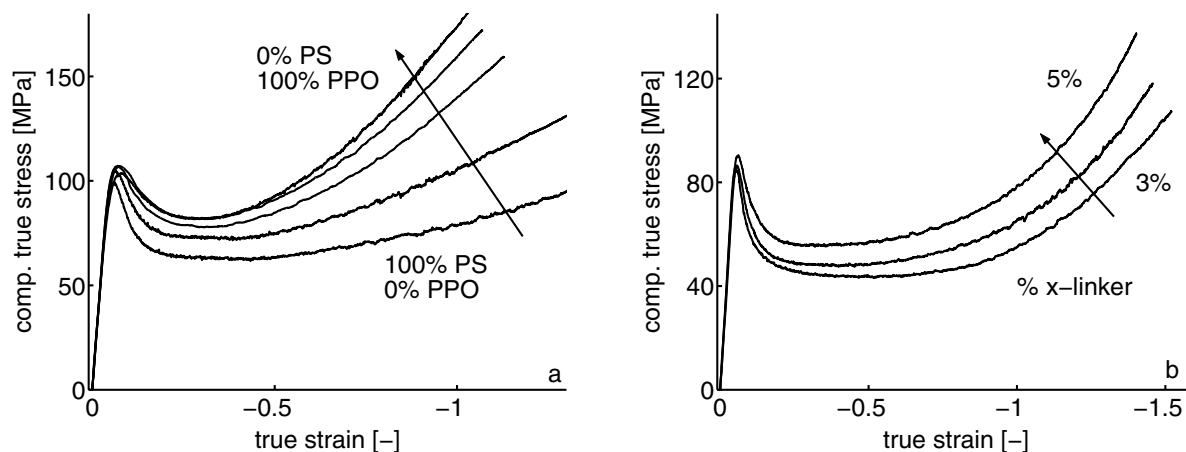 comp. true stress [MPa]
150
100
50
0
0% PS
100% PPO
100% PS
0% PPO
a
0
−0.5
−1
true strain [−]
comp. true stress [MPa]
120
80
40
0
5%
3%
% x−linker
b
0
−0.5
−1
−1.5
true strain [−]